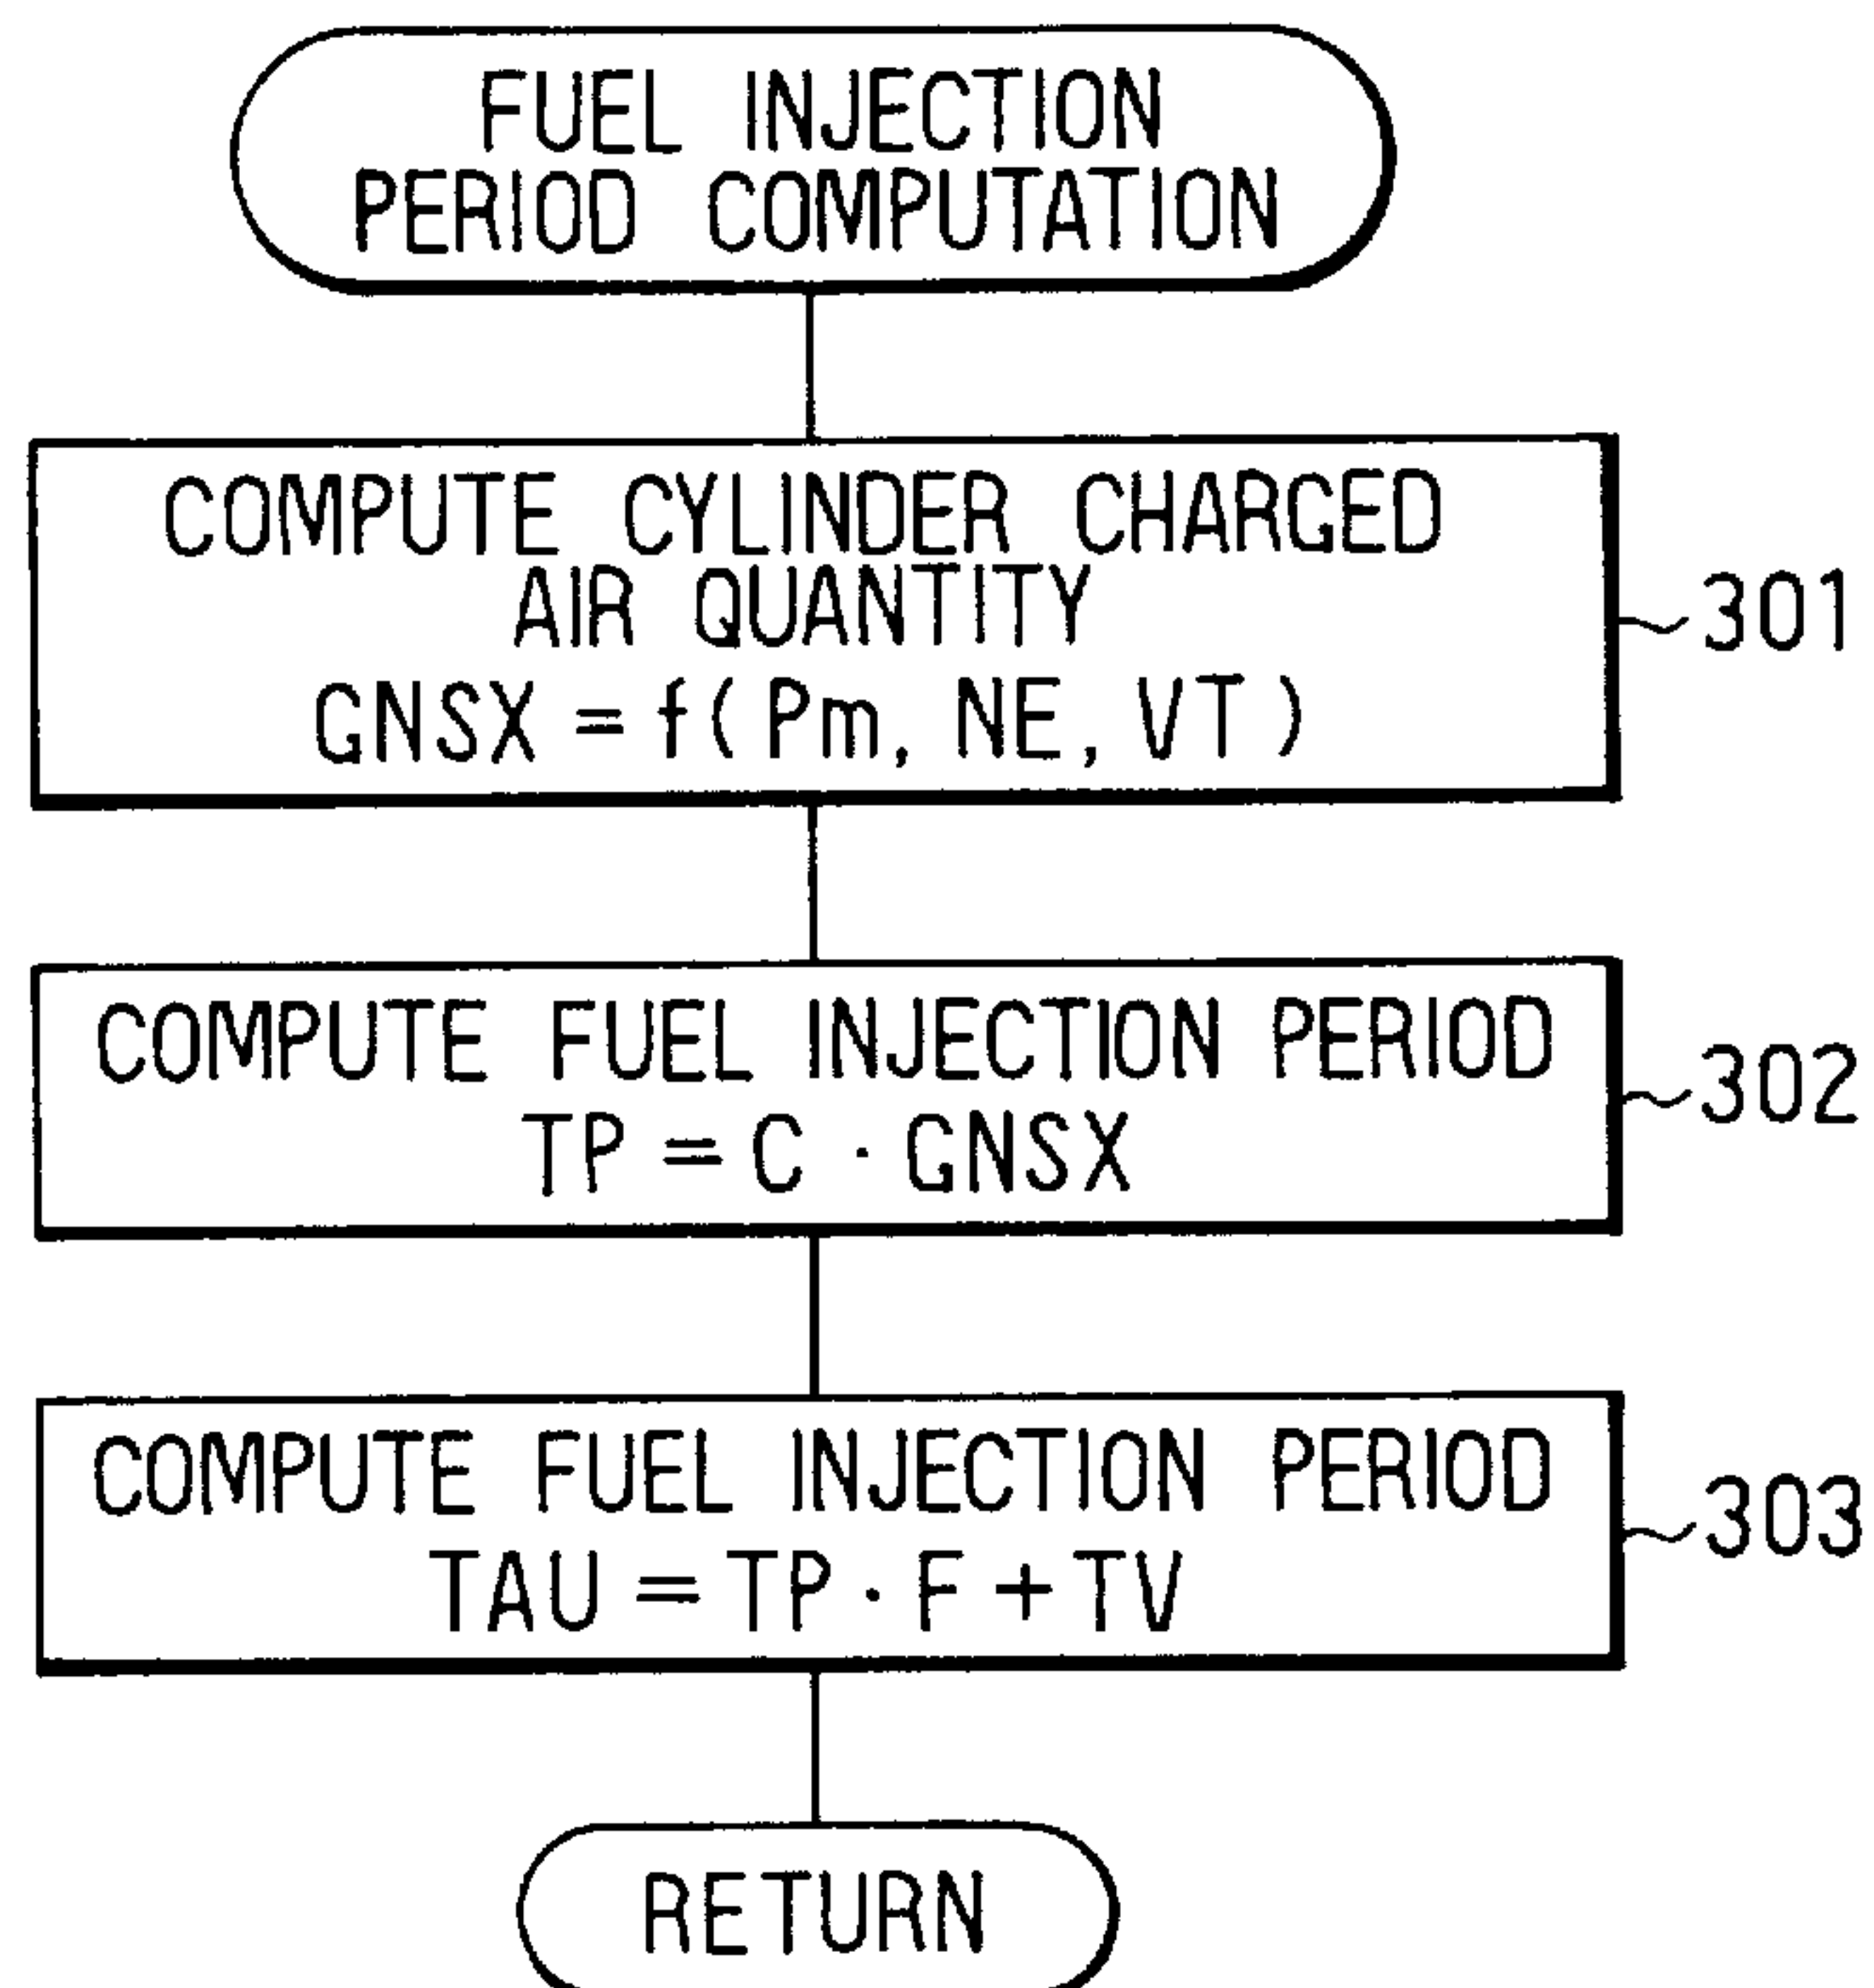 FUEL INJECTION
PERIOD COMPUTATION
COMPUTE CYLINDER CHARGED
AIR QUANTITY
GNSX = f( Pm, NE, VT )
301
COMPUTE FUEL INJECTION PERIOD
TP = C · GNSX
302
COMPUTE FUEL INJECTION PERIOD
TAU = TP · F + TV
303
RETURN